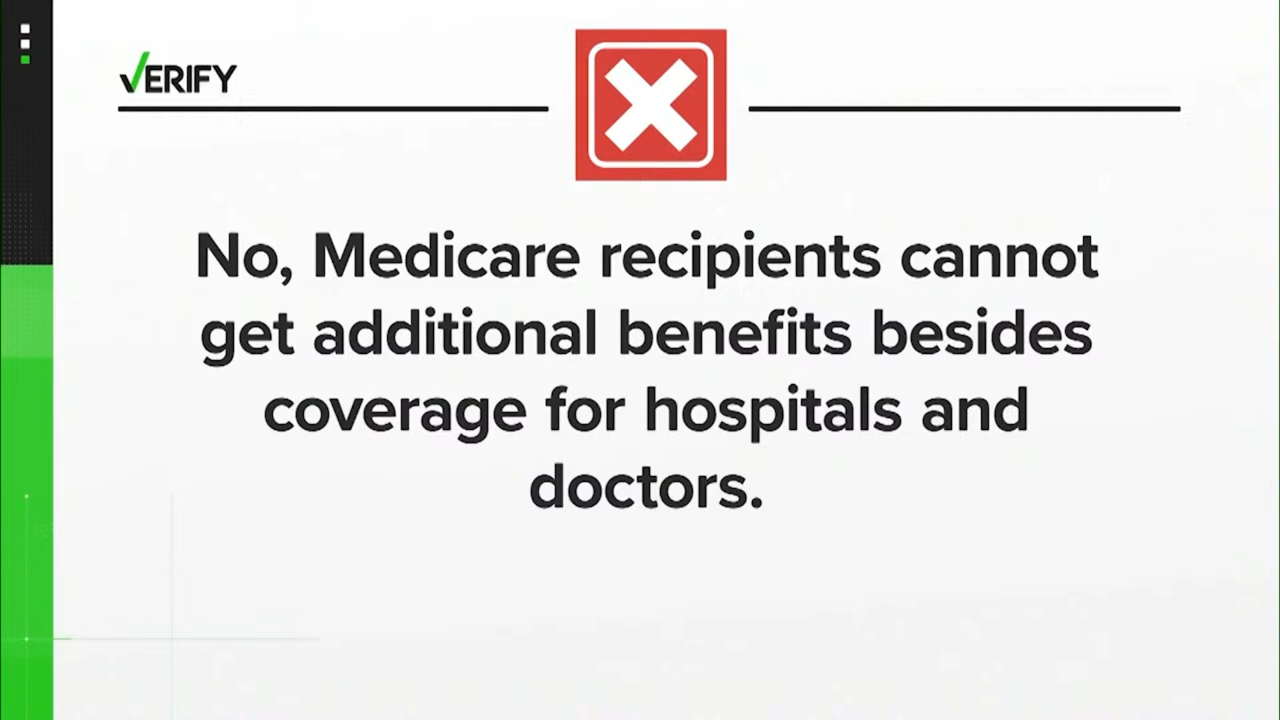 VERIFY
No, Medicare recipients cannot
get additional benefits besides
coverage for hospitals and
doctors.